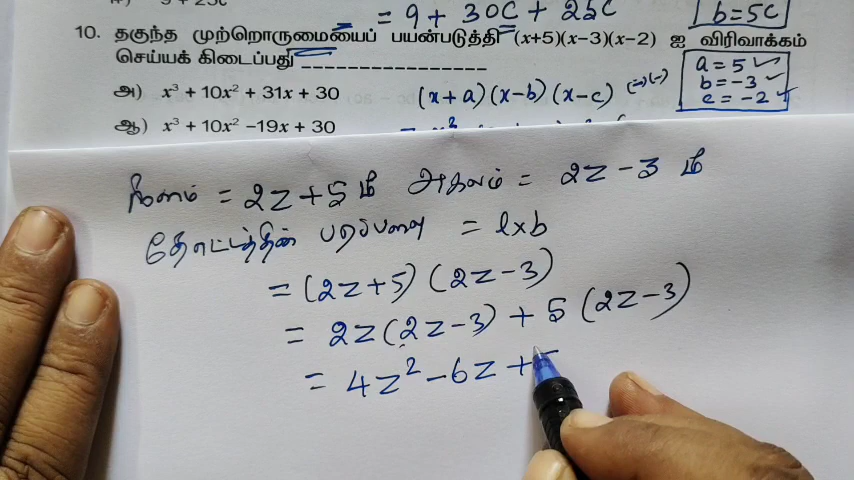 = 9 + 30C + 25C
b=5C
10. தகுந்த முற்றொருமையைப் பயன்படுத்தி (x+5)(x−3)(x−2) ஐ விரிவாக்கம்
செய்யக் கிடைப்பது
a = 5
b = −3
c = −2
அ) x³ + 10x² + 31x + 30 (x+a)(x−b)(x−c)
ஆ) x³ + 10x² −19x + 30
நீளம் = 2z+5 மீ அகலம் = 2z−3 மீ
தோட்டத்தின் பரப்பளவு = l×b
= (2z+5) (2z−3)
= 2z(2z−3) + 5 (2z−3)
= 4z² −6z +